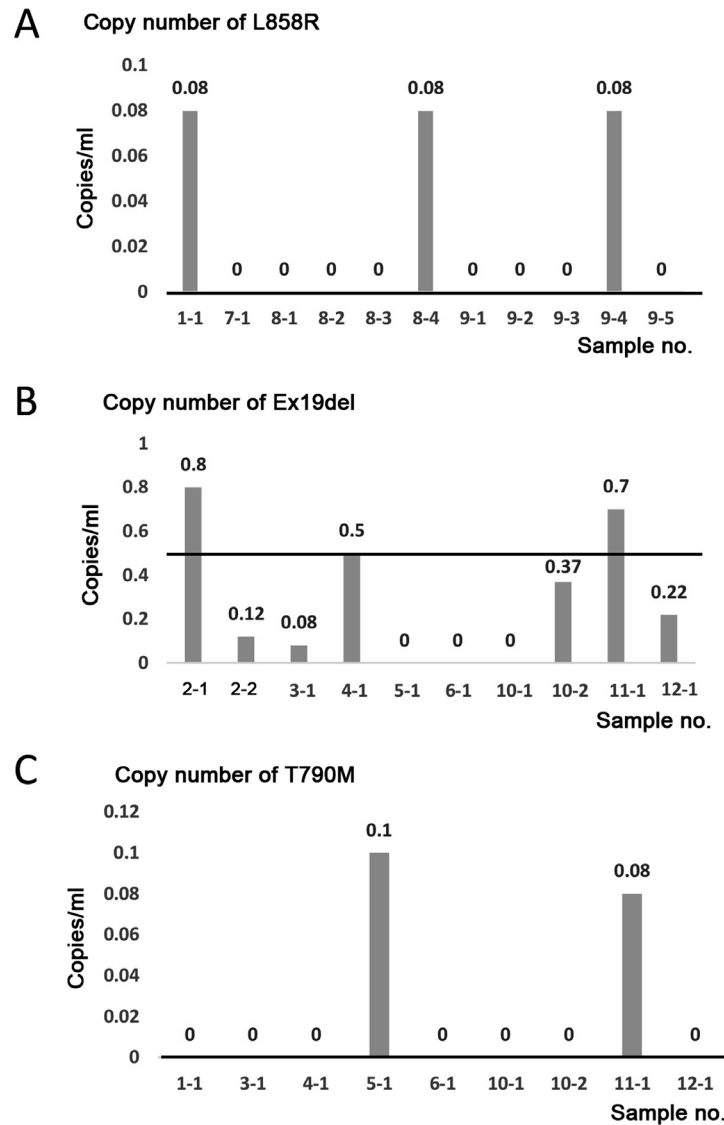 A
Copy number of L858R
0.1
0.08
0.06
0.04
0.02
0
Copies/ml
0.08 0 0 0 0 0.08 0 0 0 0.08 0
1-1 7-1 8-1 8-2 8-3 8-4 9-1 9-2 9-3 9-4 9-5
Sample no.
B
Copy number of Ex19del
1
0.8
0.6
0.4
0.2
0
Copies/ml
0.8 0.12 0.08 0.5 0 0 0 0.37 0.7 0.22
2-1 2-2 3-1 4-1 5-1 6-1 10-1 10-2 11-1 12-1
Sample no.
C
Copy number of T790M
0.12
0.1
0.08
0.06
0.04
0.02
0
Copies/ml
0 0 0 0.1 0 0 0 0.08 0
1-1 3-1 4-1 5-1 6-1 10-1 10-2 11-1 12-1
Sample no.